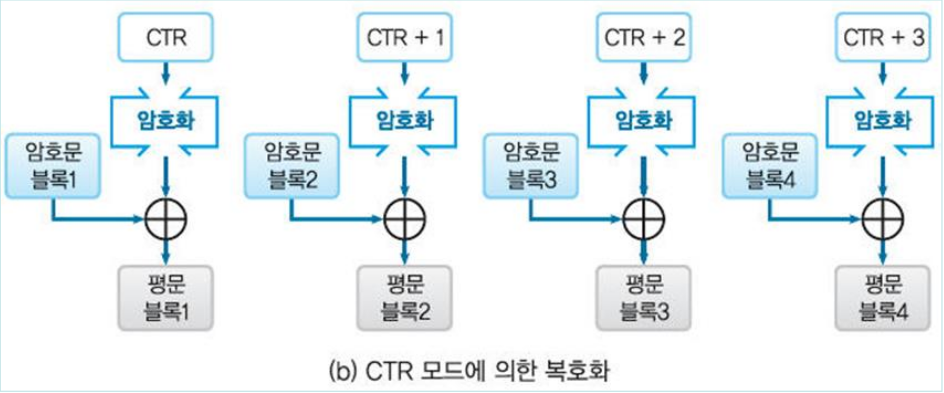 CTR
CTR + 1
CTR + 2
CTR + 3
암호화
암호화
암호화
암호화
암호문
블록1
암호문
블록2
암호문
블록3
암호문
블록4
평문
블록1
평문
블록2
평문
블록3
평문
블록4
(b) CTR 모드에 의한 복호화